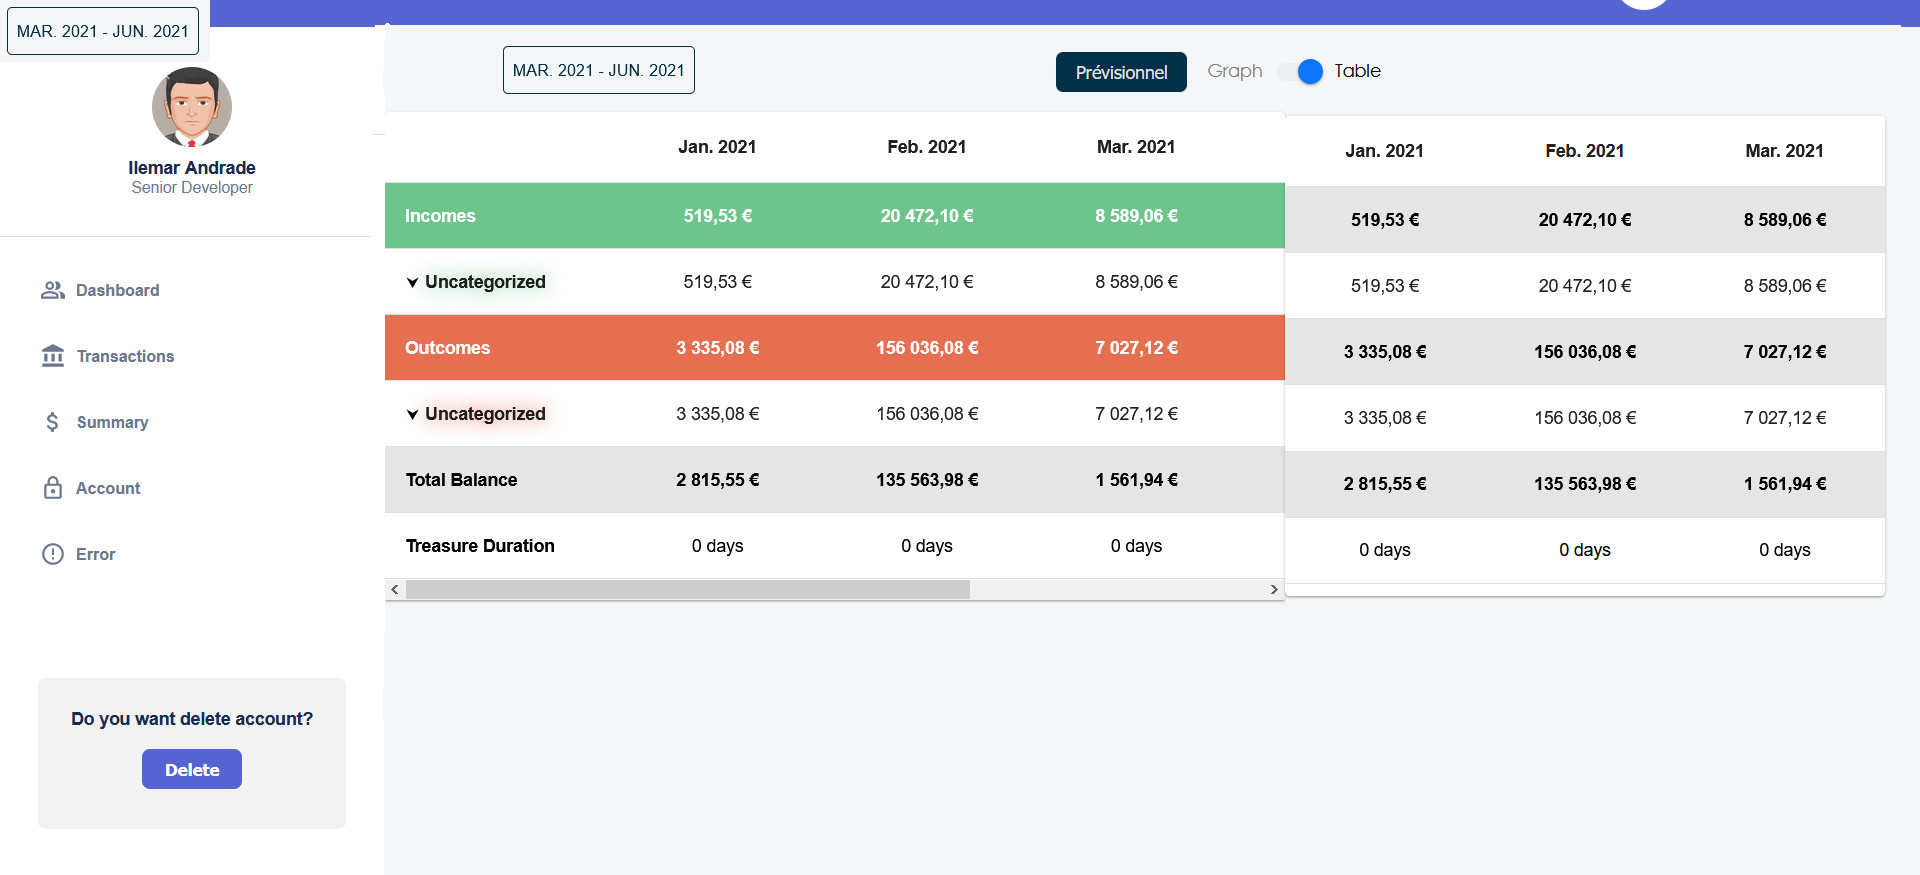 MAR. 2021 - JUN. 2021
Ilemar Andrade
Senior Developer
Dashboard
Transactions
Summary
Account
Error
Do you want delete account?
Delete
MAR. 2021 - JUN. 2021
Prévisionnel Graph Table
Jan. 2021 Feb. 2021 Mar. 2021
Incomes 519,53 € 20 472,10 € 8 589,06 €
Uncategorized 519,53 € 20 472,10 € 8 589,06 €
Outcomes 3 335,08 € 156 036,08 € 7 027,12 €
Uncategorized 3 335,08 € 156 036,08 € 7 027,12 €
Total Balance 2 815,55 € 135 563,98 € 1 561,94 €
Treasure Duration 0 days 0 days 0 days
Jan. 2021 Feb. 2021 Mar. 2021
519,53 € 20 472,10 € 8 589,06 €
519,53 € 20 472,10 € 8 589,06 €
3 335,08 € 156 036,08 € 7 027,12 €
3 335,08 € 156 036,08 € 7 027,12 €
2 815,55 € 135 563,98 € 1 561,94 €
0 days 0 days 0 days